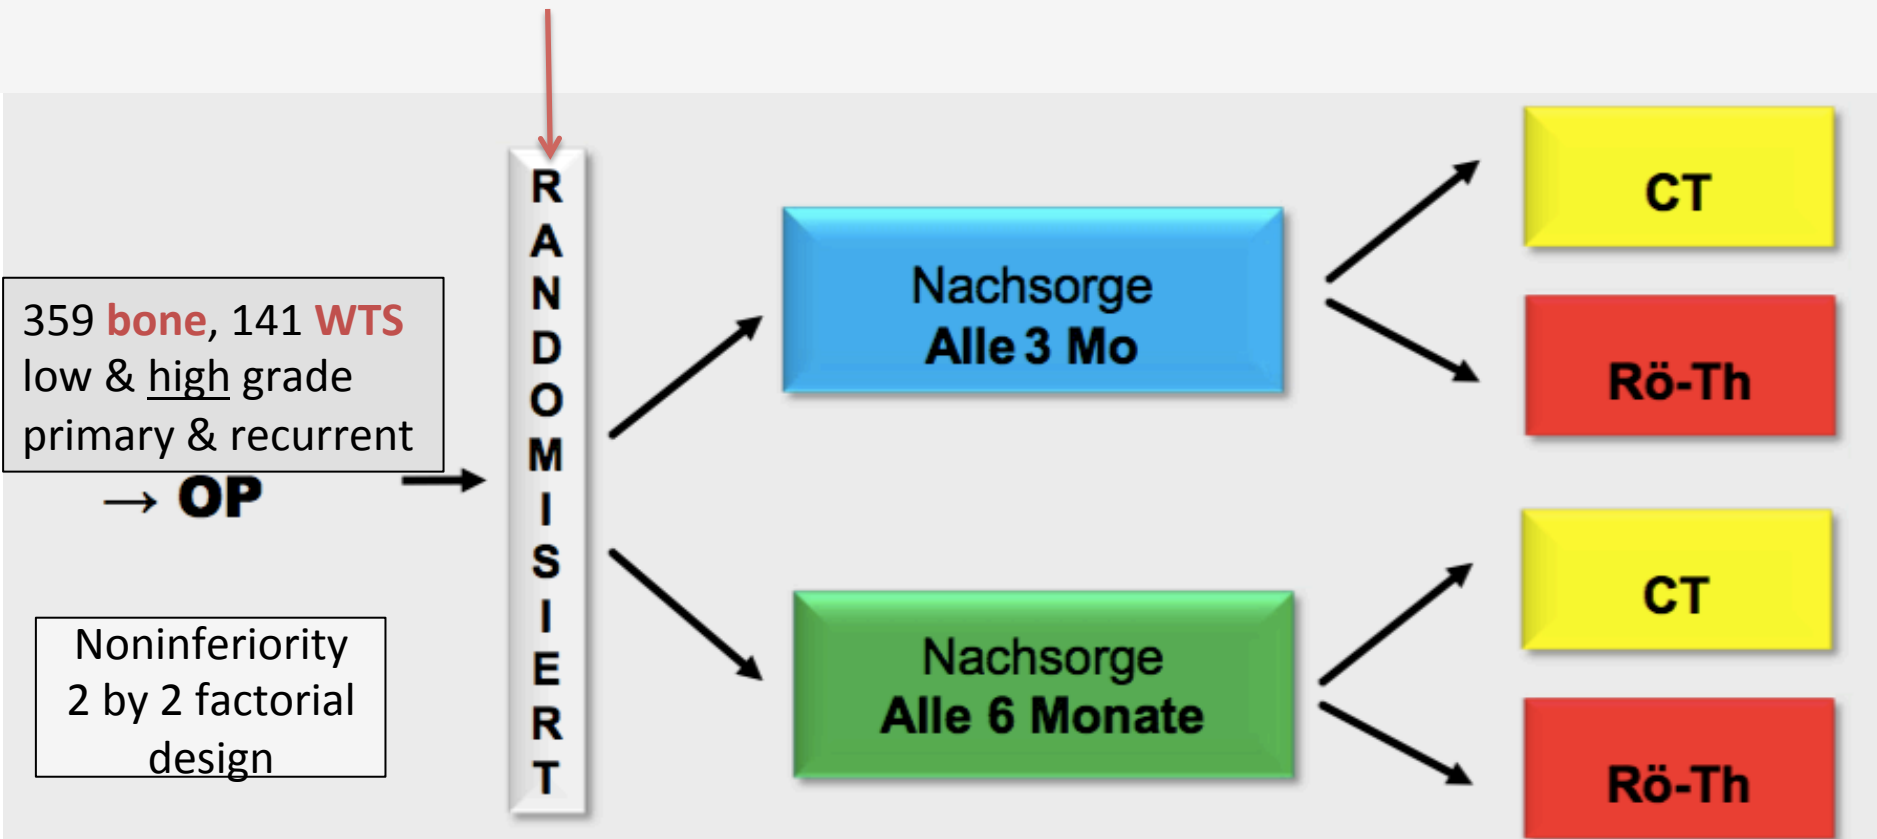 359 bone, 141 WTS
low & high grade
primary & recurrent
→ OP
Noninferiority
2 by 2 factorial
design
RANDOMISIERT
Nachsorge
Alle 3 Mo
Nachsorge
Alle 6 Monate
CT
Rö-Th
CT
Rö-Th